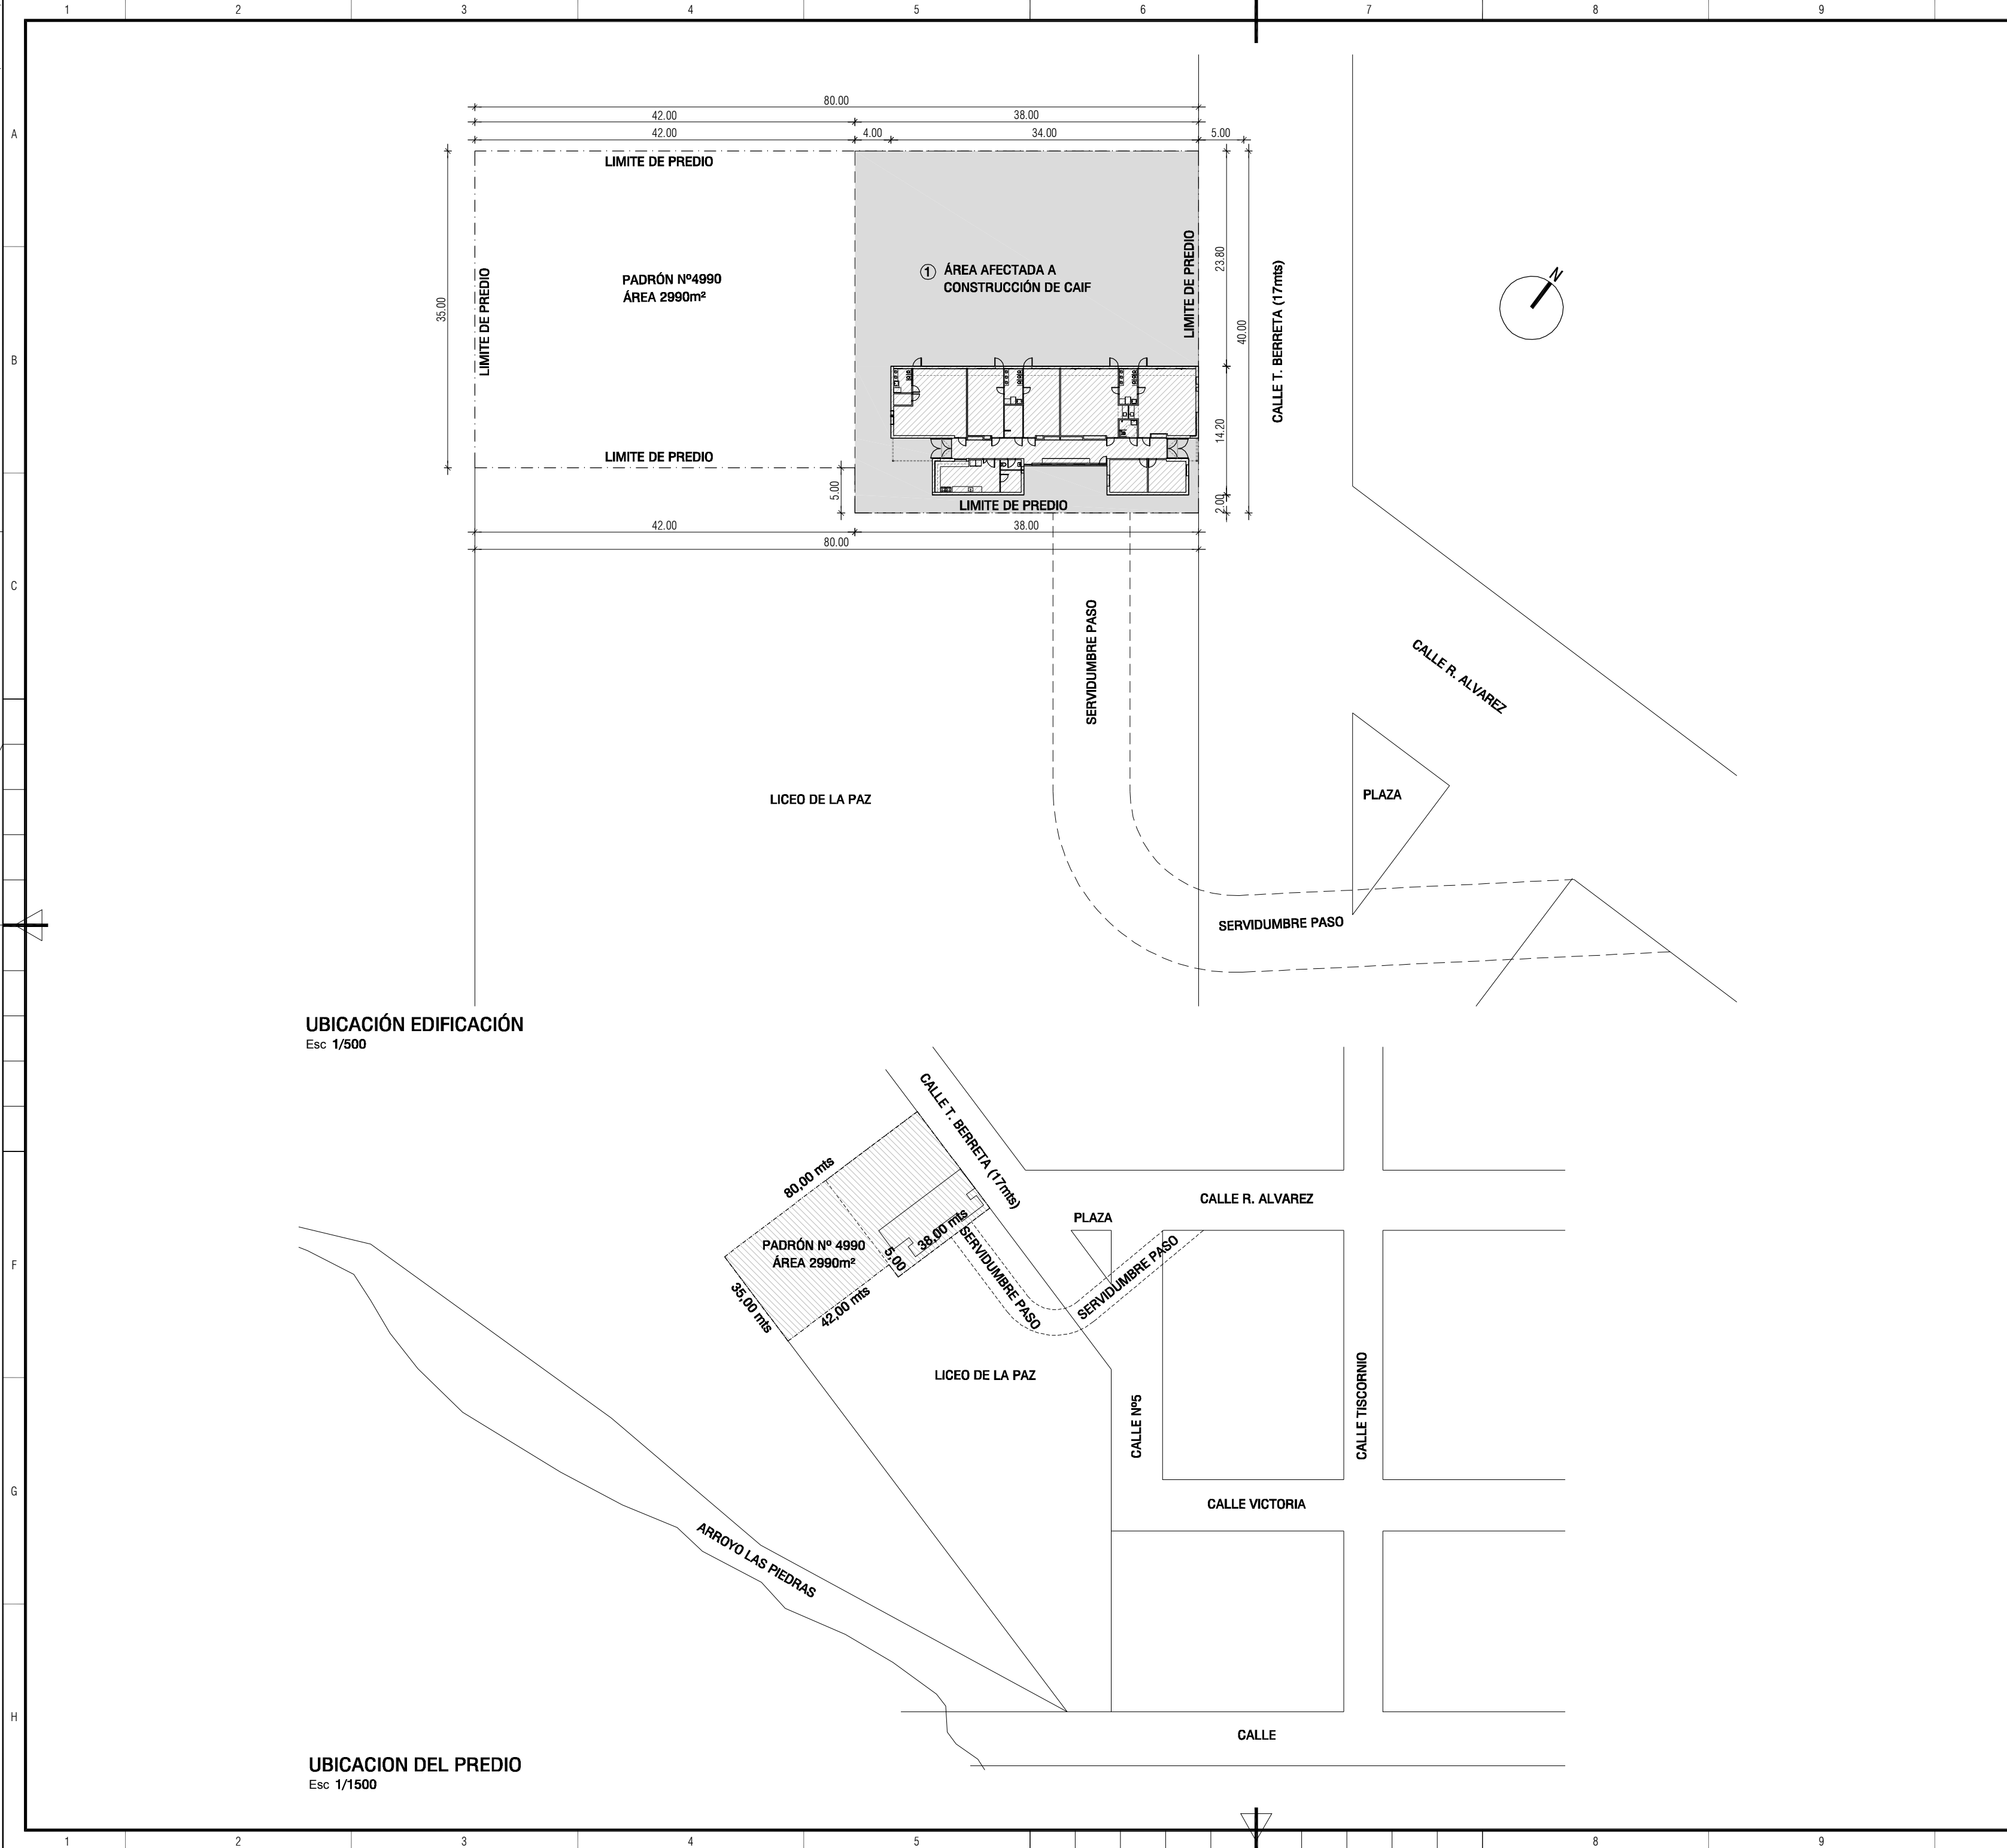 1 2 3 4 5 6 7 8 9
80.00
42.00 38.00
42.00 4.00 34.00 5.00
A
LIMITE DE PREDIO
LIMITE DE PREDIO
35.00
PADRÓN Nº4990
ÁREA 2990m²
1 ÁREA AFECTADA A
CONSTRUCCIÓN DE CAIF
LIMITE DE PREDIO
23.80
40.00
CALLE T. BERRETA (17mts)
N
B
14.20
LIMITE DE PREDIO
5.00
LIMITE DE PREDIO
2.00
42.00 38.00
80.00
C
SERVIDUMBRE PASO
CALLE R. ALVAREZ
LICEO DE LA PAZ
PLAZA
SERVIDUMBRE PASO
UBICACIÓN EDIFICACIÓN
Esc 1/500
CALLE T. BERRETA (17mts)
80,00 mts
CALLE R. ALVAREZ
PLAZA
38,00 mts
PADRÓN Nº 4990
ÁREA 2990m²
5,00
SERVIDUMBRE PASO
SERVIDUMBRE PASO
F
35,00 mts
42,00 mts
LICEO DE LA PAZ
CALLE Nº5
CALLE TISCORNIO
G
CALLE VICTORIA
ARROYO LAS PIEDRAS
H
CALLE
UBICACION DEL PREDIO
Esc 1/1500
1 2 3 4 5 8 9